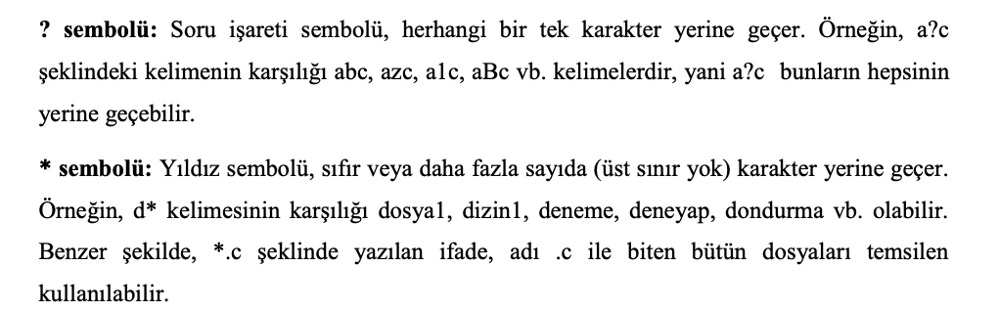 ? sembolü: Soru işareti sembolü, herhangi bir tek karakter yerine geçer. Örneğin, a?c
şeklindeki kelimenin karşılığı abc, azc, a1c, aBc vb. kelimelerdir, yani a?c bunların hepsinin
yerine geçebilir.
* sembolü: Yıldız sembolü, sıfır veya daha fazla sayıda (üst sınır yok) karakter yerine geçer.
Örneğin, d* kelimesinin karşılığı dosya1, dizin1, deneme, deneyap, dondurma vb. olabilir.
Benzer şekilde, *.c şeklinde yazılan ifade, adı .c ile biten bütün dosyaları temsilen
kullanılabilir.